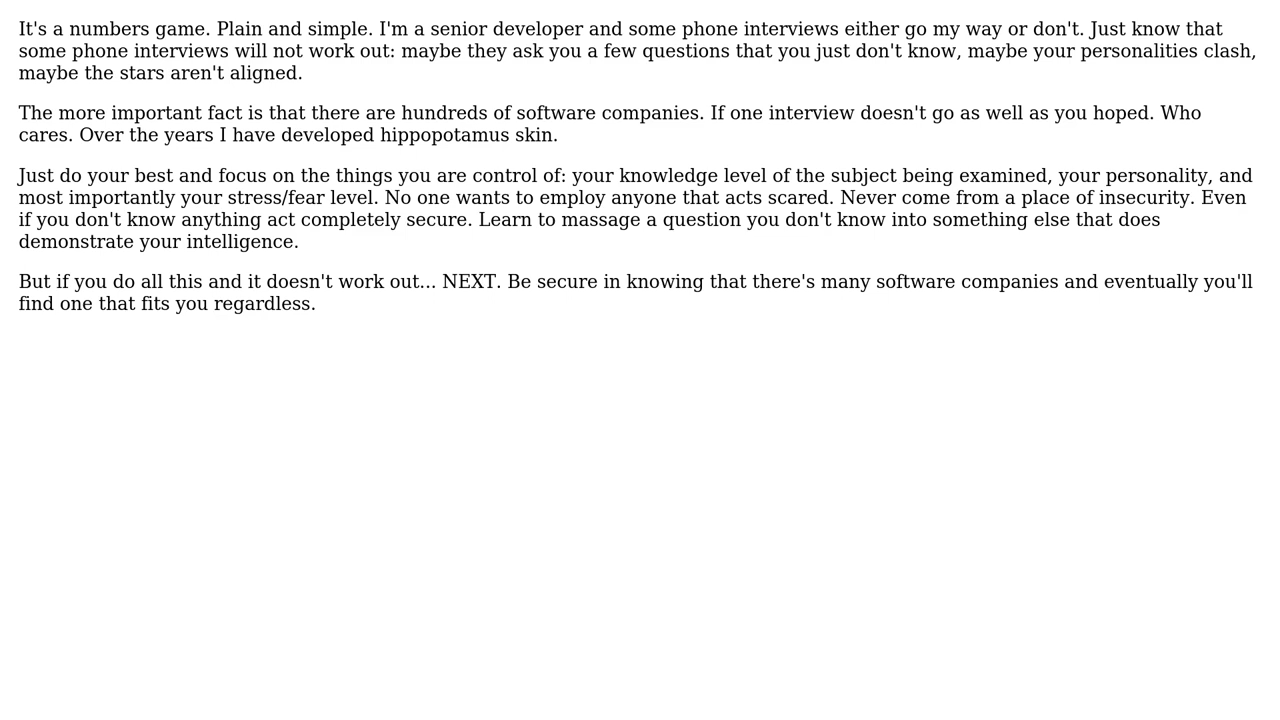 It's a numbers game. Plain and simple. I'm a senior developer and some phone interviews either go my way or don't. Just know that
some phone interviews will not work out: maybe they ask you a few questions that you just don't know, maybe your personalities clash,
maybe the stars aren't aligned.
The more important fact is that there are hundreds of software companies. If one interview doesn't go as well as you hoped. Who
cares. Over the years I have developed hippopotamus skin.
Just do your best and focus on the things you are control of: your knowledge level of the subject being examined, your personality, and
most importantly your stress/fear level. No one wants to employ anyone that acts scared. Never come from a place of insecurity. Even
if you don't know anything act completely secure. Learn to massage a question you don't know into something else that does
demonstrate your intelligence.
But if you do all this and it doesn't work out... NEXT. Be secure in knowing that there's many software companies and eventually you'll
find one that fits you regardless.